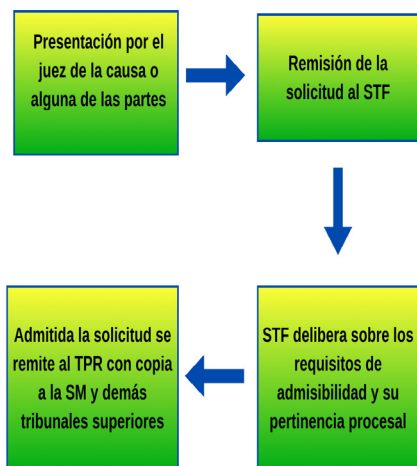 Presentación por el
juez de la causa o
alguna de las partes
Remisión de la
solicitud al STF
STF delibera sobre los
requisitos de
admisibilidad y su
pertinencia procesal
Admitida la solicitud se
remite al TPR con copia
a la SM y demás
tribunales superiores